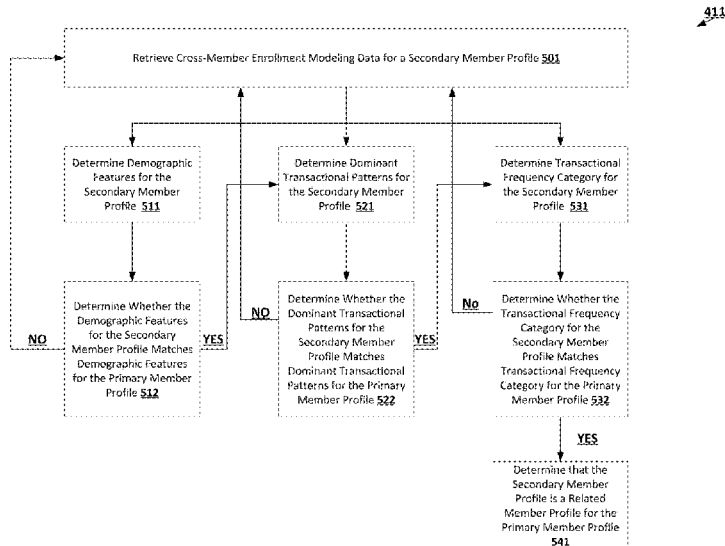 411
Retrieve Cross-Member Enrollment Modeling Data for a Secondary Member Profile 501
Determine Demographic
Features for the
Secondary Member
Profile 511
Determine Dominant
Transactional Patterns for
the Secondary Member
Profile 521
Determine Transactional
Frequency Category for
the Secondary Member
Profile 531
Determine Whether the
Demographic Features
for the Secondary
Member Profile Matches
Demographic Features
for the Primary Member
Profile 512
NO
YES
Determine Whether the
Dominant Transactional
Patterns for the
Secondary Member
Profile Matches
Dominant Transactional
Patterns for the Primary
Member Profile 522
NO
YES
Determine Whether the
Transactional Frequency
Category for the
Secondary Member
Profile Matches
Transactional Frequency
Category for the Primary
Member Profile 532
No
YES
Determine that the
Secondary Member
Profile is a Related
Member Profile for the
Primary Member Profile
541